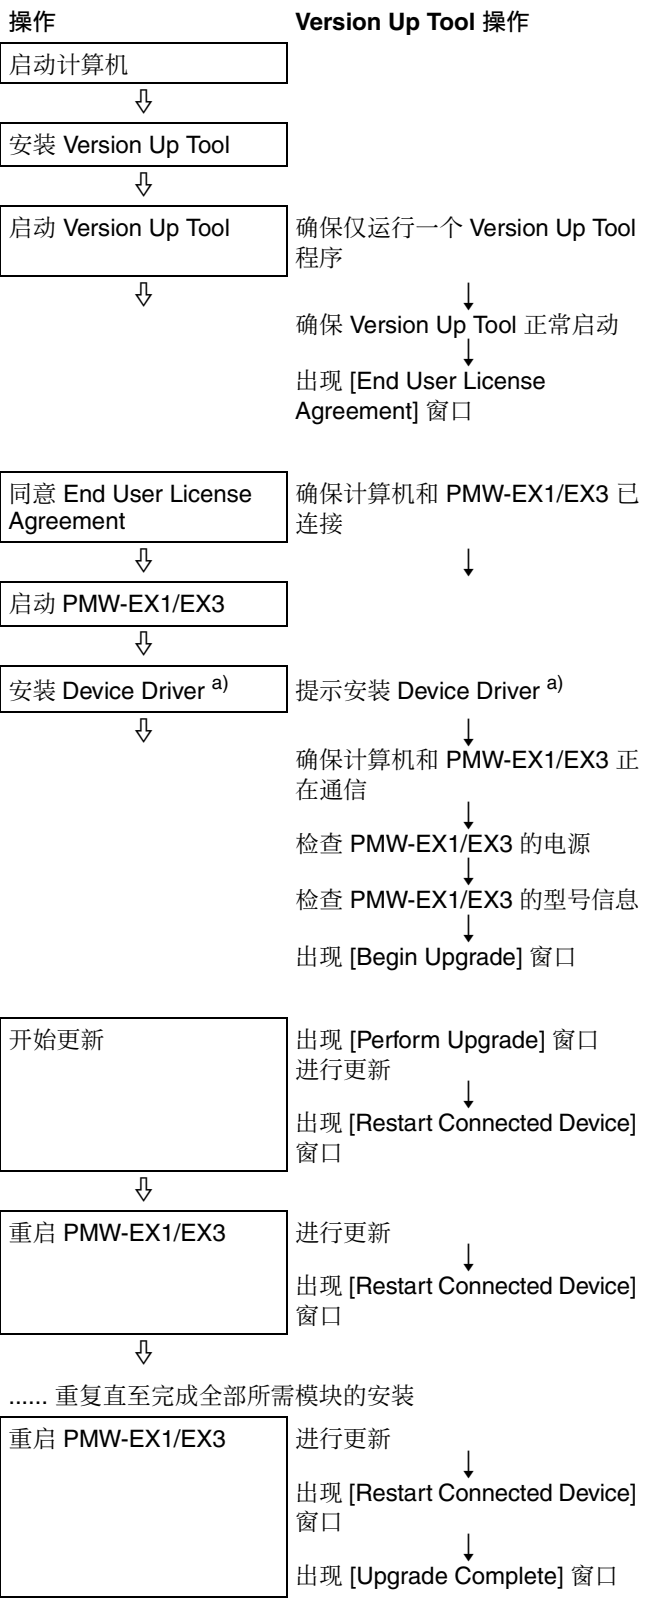 操作
Version Up Tool 操作
启动计算机
安装 Version Up Tool
启动 Version Up Tool
确保仅运行一个 Version Up Tool
程序
确保 Version Up Tool 正常启动
出现 [End User License
Agreement] 窗口
同意 End User License
Agreement
确保计算机和 PMW-EX1/EX3 已
连接
启动 PMW-EX1/EX3
安装 Device Driver a)
提示安装 Device Driver a)
确保计算机和 PMW-EX1/EX3 正
在通信
检查 PMW-EX1/EX3 的电源
检查 PMW-EX1/EX3 的型号信息
出现 [Begin Upgrade] 窗口
开始更新
出现 [Perform Upgrade] 窗口
进行更新
出现 [Restart Connected Device]
窗口
重启 PMW-EX1/EX3
进行更新
出现 [Restart Connected Device]
窗口
...... 重复直至完成全部所需模块的安装
重启 PMW-EX1/EX3
进行更新
出现 [Restart Connected Device]
窗口
出现 [Upgrade Complete] 窗口